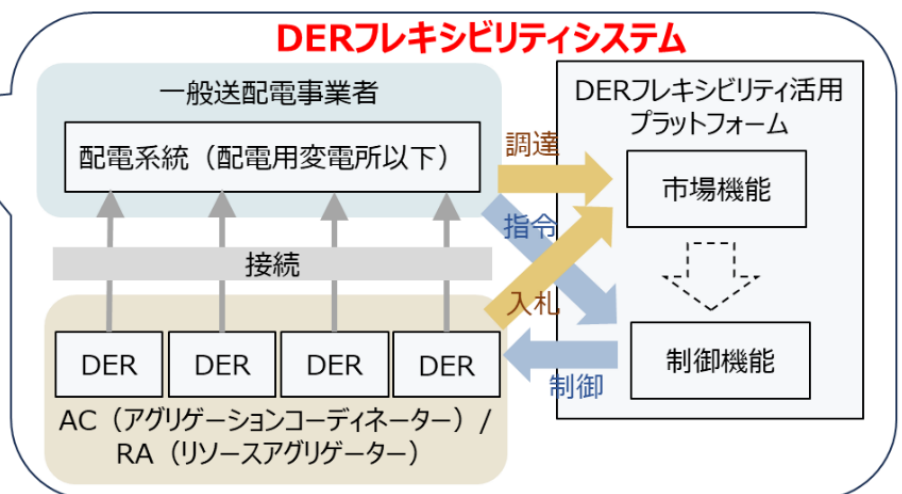 DERフレキシビリティシステム
一般送配電事業者
配電系統（配電用変電所以下）
接続
DER
DER
DER
DER
AC（アグリゲーションコーディネーター）/
RA（リソースアグリゲーター）
調達
指令
入札
制御
DERフレキシビリティ活用
プラットフォーム
市場機能
制御機能